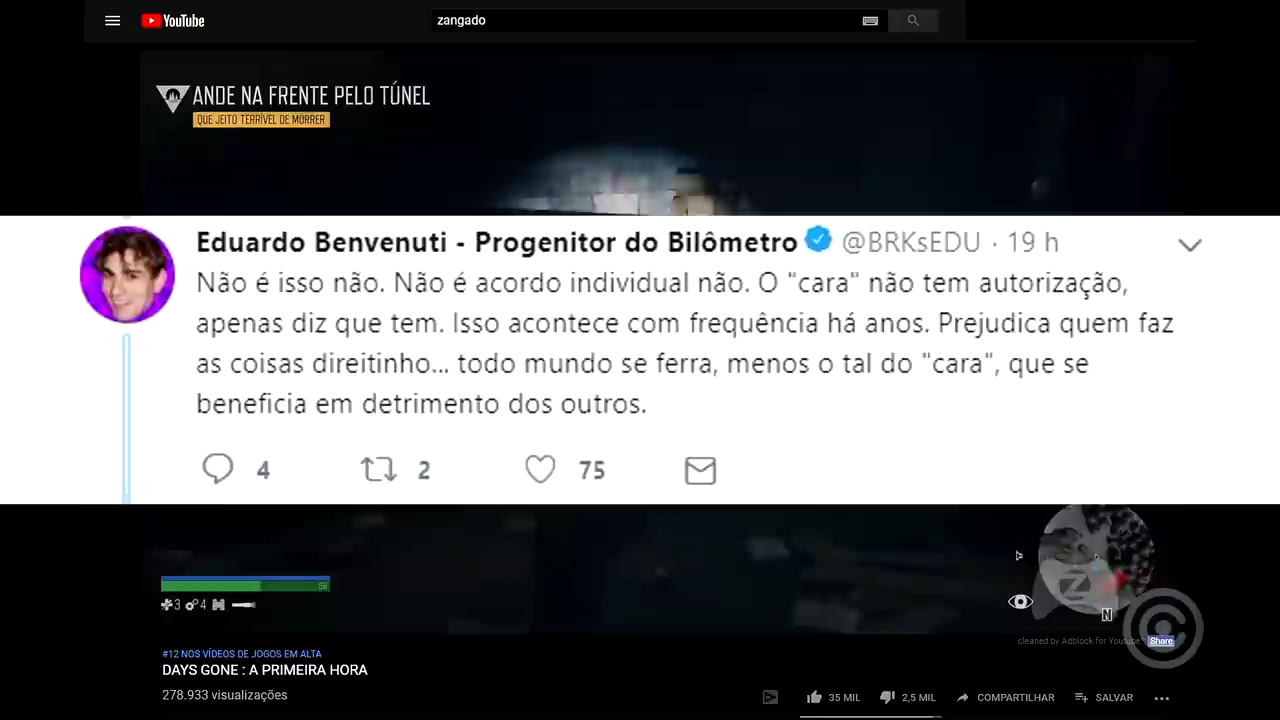 YouTube
zangado
ANDE NA FRENTE PELO TÚNEL
QUE JEITO TERRÍVEL DE MORRER
Eduardo Benvenuti - Progenitor do Bilômetro @BRKsEDU · 19 h
Não é isso não. Não é acordo individual não. O "cara" não tem autorização,
apenas diz que tem. Isso acontece com frequência há anos. Prejudica quem faz
as coisas direitinho... todo mundo se ferra, menos o tal do "cara", que se
beneficia em detrimento dos outros.
4 2 75
59
3 4
Z
N
cleaned by Adblock for Youtube™ Share
#12 NOS VÍDEOS DE JOGOS EM ALTA
DAYS GONE : A PRIMEIRA HORA
278.933 visualizações
35 MIL 2,5 MIL COMPARTILHAR SALVAR